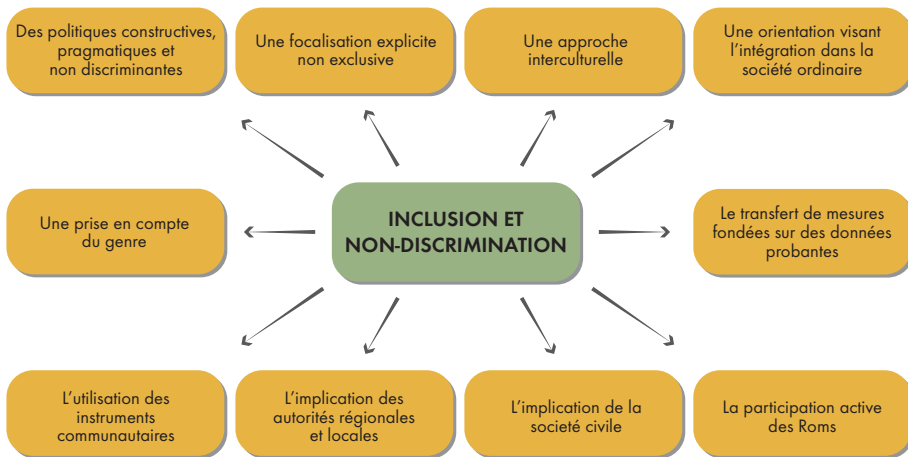 Des politiques constructives,
pragmatiques et
non discriminantes
Une focalisation explicite
non exclusive
Une approche
interculturelle
Une orientation visant
l'intégration dans la
société ordinaire
Une prise en compte
du genre
INCLUSION ET
NON-DISCRIMINATION
Le transfert de mesures
fondées sur des données
probantes
L'utilisation des
instruments
communautaires
L'implication des
autorités régionales
et locales
L'implication de la
societé civile
La participation active
des Roms